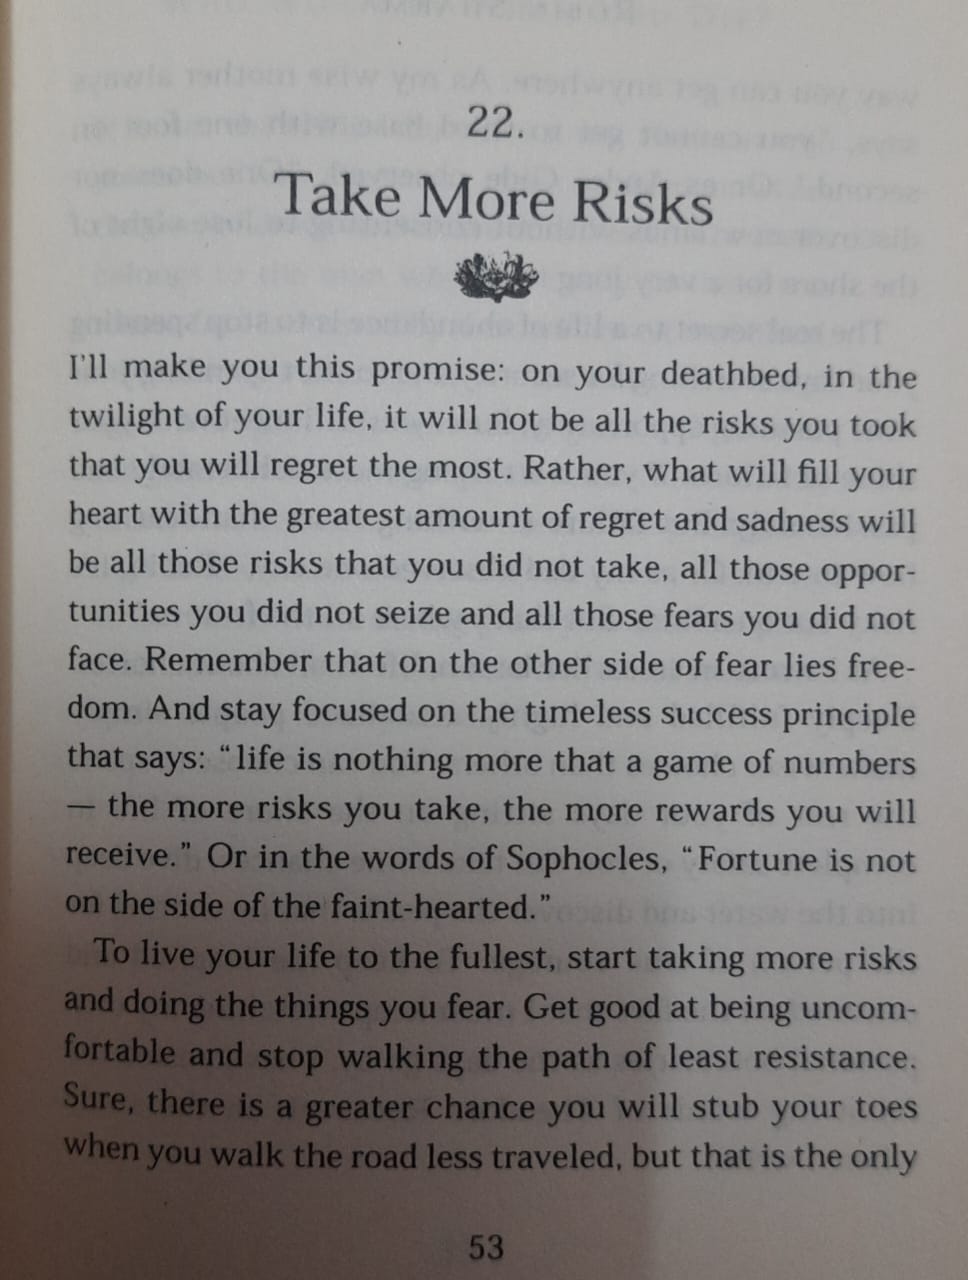 22.
Take More Risks
I'll make you this promise: on your deathbed, in the
twilight of your life, it will not be all the risks you took
that you will regret the most. Rather, what will fill your
heart with the greatest amount of regret and sadness will
be all those risks that you did not take, all those oppor-
tunities you did not seize and all those fears you did not
face. Remember that on the other side of fear lies free-
dom. And stay focused on the timeless success principle
that says: “life is nothing more that a game of numbers
— the more risks you take, the more rewards you will
receive.” Or in the words of Sophocles, “Fortune is not
on the side of the faint-hearted.”
To live your life to the fullest, start taking more risks
and doing the things you fear. Get good at being uncom-
fortable and stop walking the path of least resistance.
Sure, there is a greater chance you will stub your toes
when you walk the road less traveled, but that is the only
53